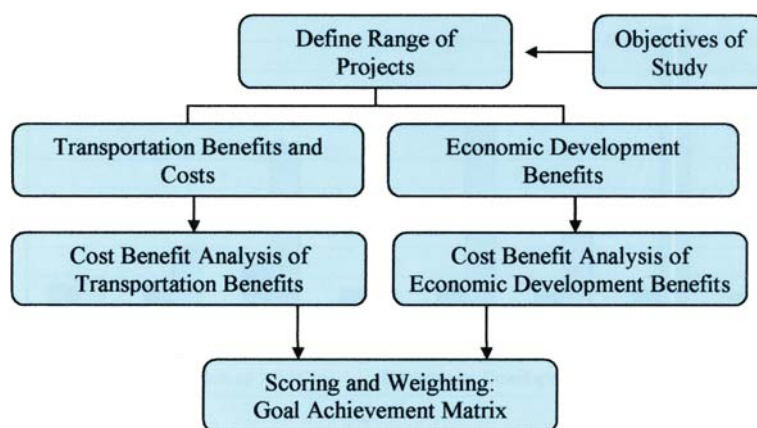 Define Range of
Projects
Objectives of
Study
Transportation Benefits and
Costs
Economic Development
Benefits
Cost Benefit Analysis of
Transportation Benefits
Cost Benefit Analysis of
Economic Development Benefits
Scoring and Weighting:
Goal Achievement Matrix